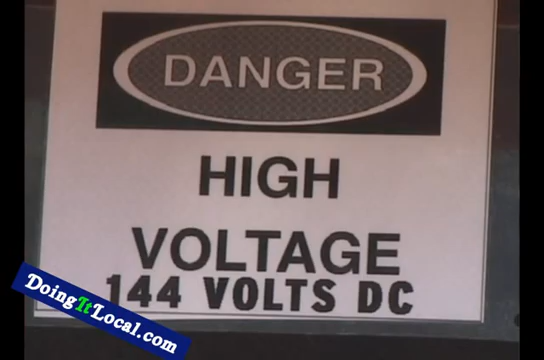 DANGER
HIGH
VOLTAGE
144 VOLTS DC
DoingItLocal.com